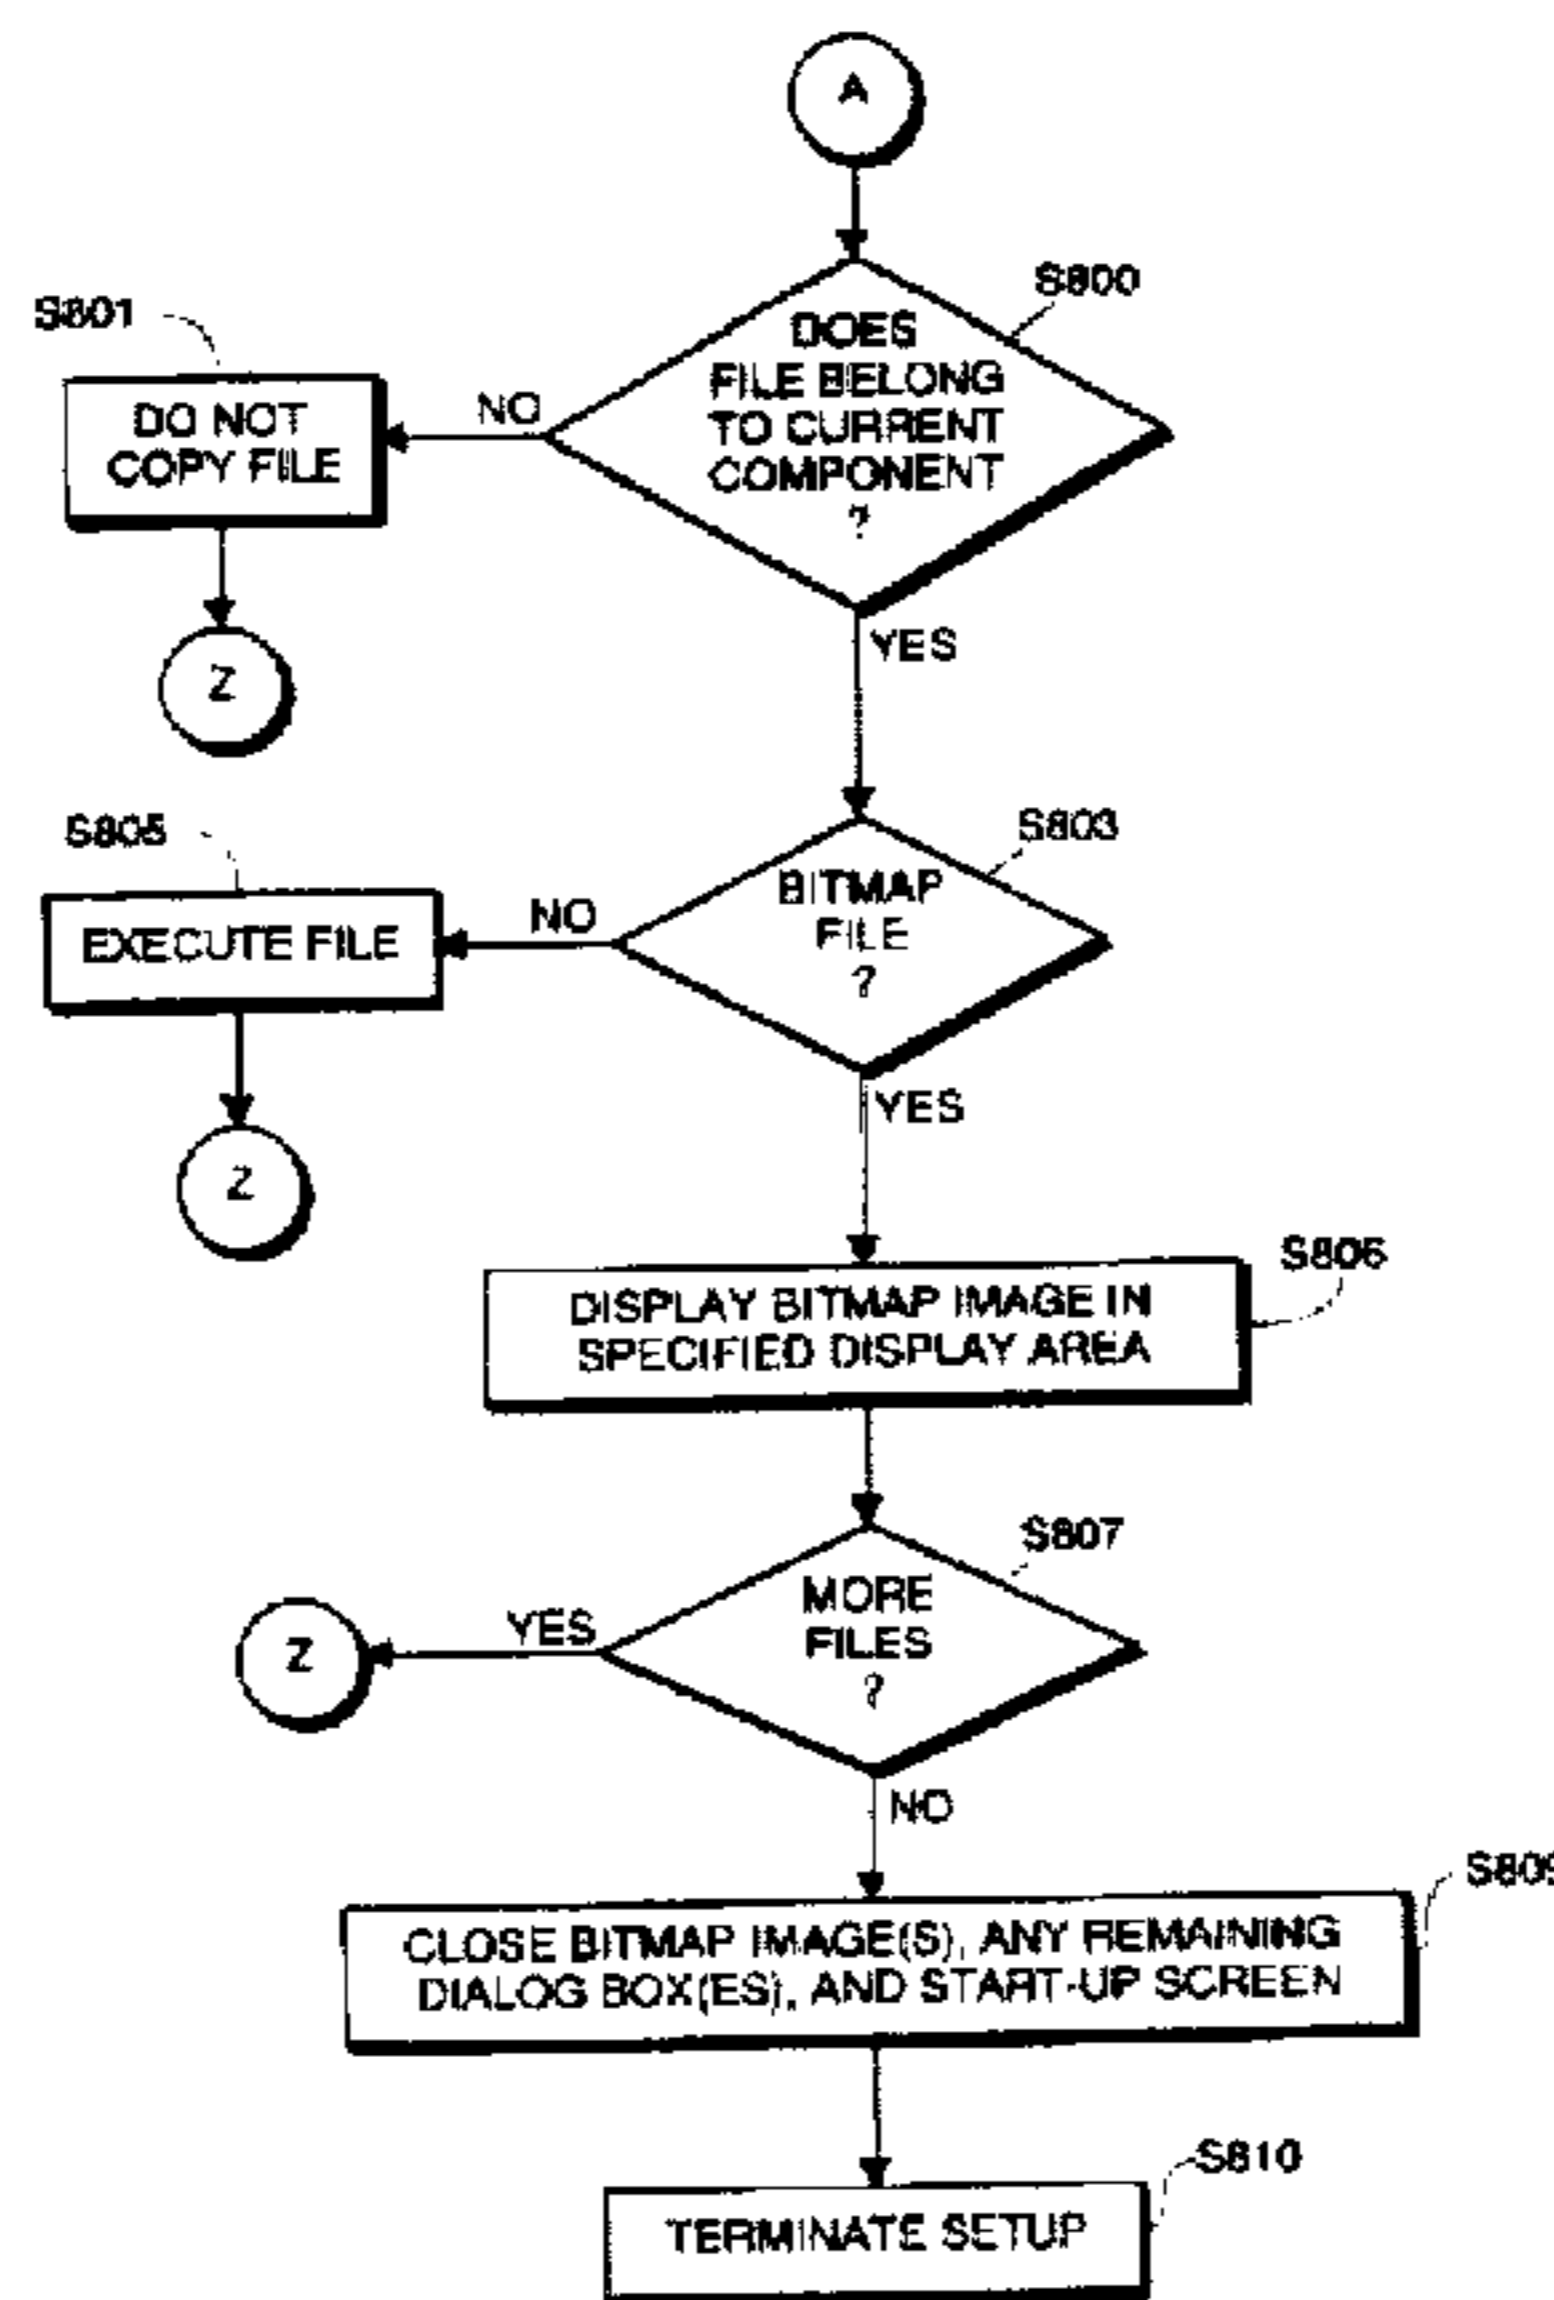 A
S800
DOES
FILE BELONG
TO CURRENT
COMPONENT
?
NO
S801
DO NOT
COPY FILE
Z
YES
S803
BITMAP
FILE
?
NO
S805
EXECUTE FILE
Z
YES
S806
DISPLAY BITMAP IMAGE IN
SPECIFIED DISPLAY AREA
S807
MORE
FILES
?
YES
Z
NO
S809
CLOSE BITMAP IMAGE(S), ANY REMAINING
DIALOG BOX(ES), AND START-UP SCREEN
S810
TERMINATE SETUP